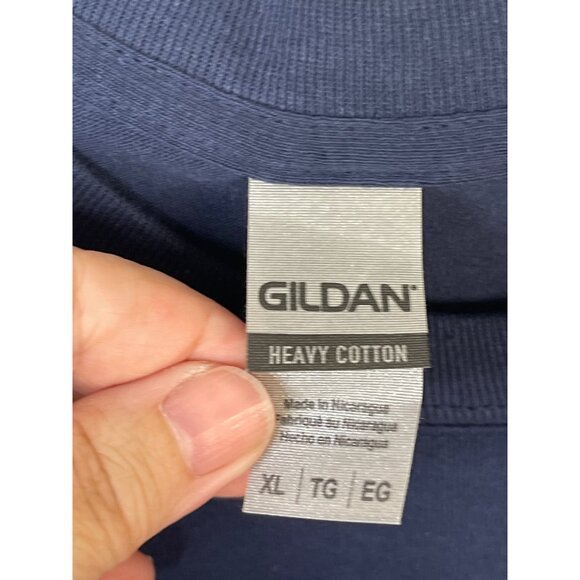 GILDAN®
HEAVY COTTON
Made in Nicaragua
Fabriqué au Nicaragua
Hecho en Nicaragua
XL | TG | EG